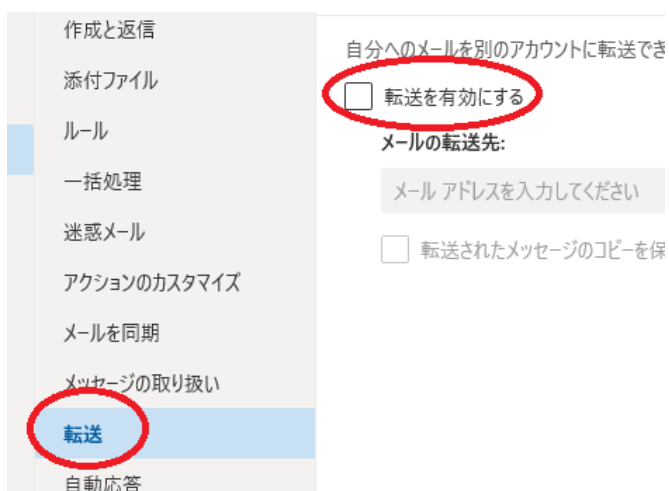 作成と返信
添付ファイル
ルール
一括処理
迷惑メール
アクションのカスタマイズ
メールを同期
メッセージの取り扱い
転送
自動応答
自分へのメールを別のアカウントに転送でき
転送を有効にする
メールの転送先:
メール アドレスを入力してください
転送されたメッセージのコピーを保